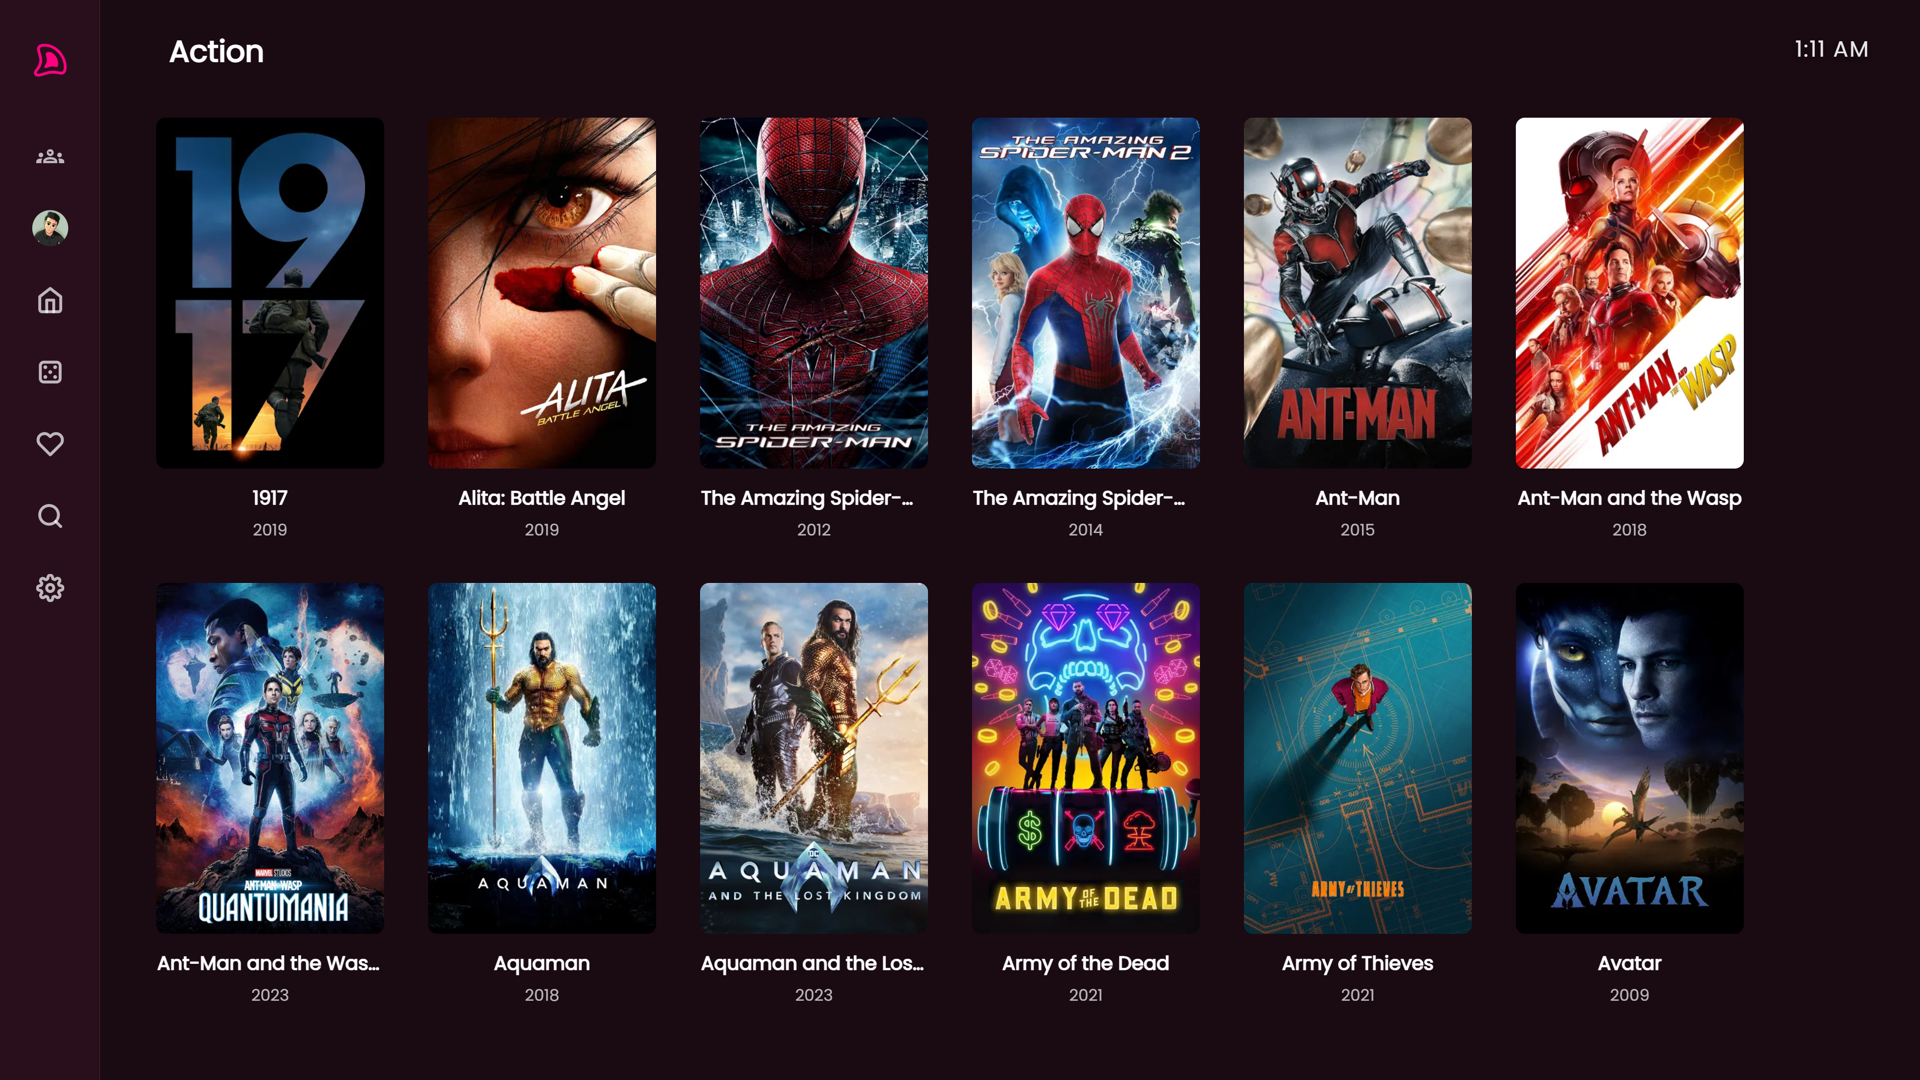 Action
1:11 AM
19
17
ALITA
BATTLE ANGEL
THE AMAZING
SPIDER-MAN
THE AMAZING
SPIDER-MAN 2
ANT-MAN
ANT-MAN AND THE WASP
1917
Alita: Battle Angel
The Amazing Spider-...
The Amazing Spider-...
Ant-Man
Ant-Man and the Wasp
2019
2019
2012
2014
2015
2018
MARVEL STUDIOS
ANT-MAN AND THE WASP
QUANTUMANIA
AQUAMAN
DC
AQUAMAN
AND THE LOST KINGDOM
$
ARMY OF THE DEAD
ARMY OF THIEVES
AVATAR
Ant-Man and the Was...
Aquaman
Aquaman and the Los...
Army of the Dead
Army of Thieves
Avatar
2023
2018
2023
2021
2021
2009